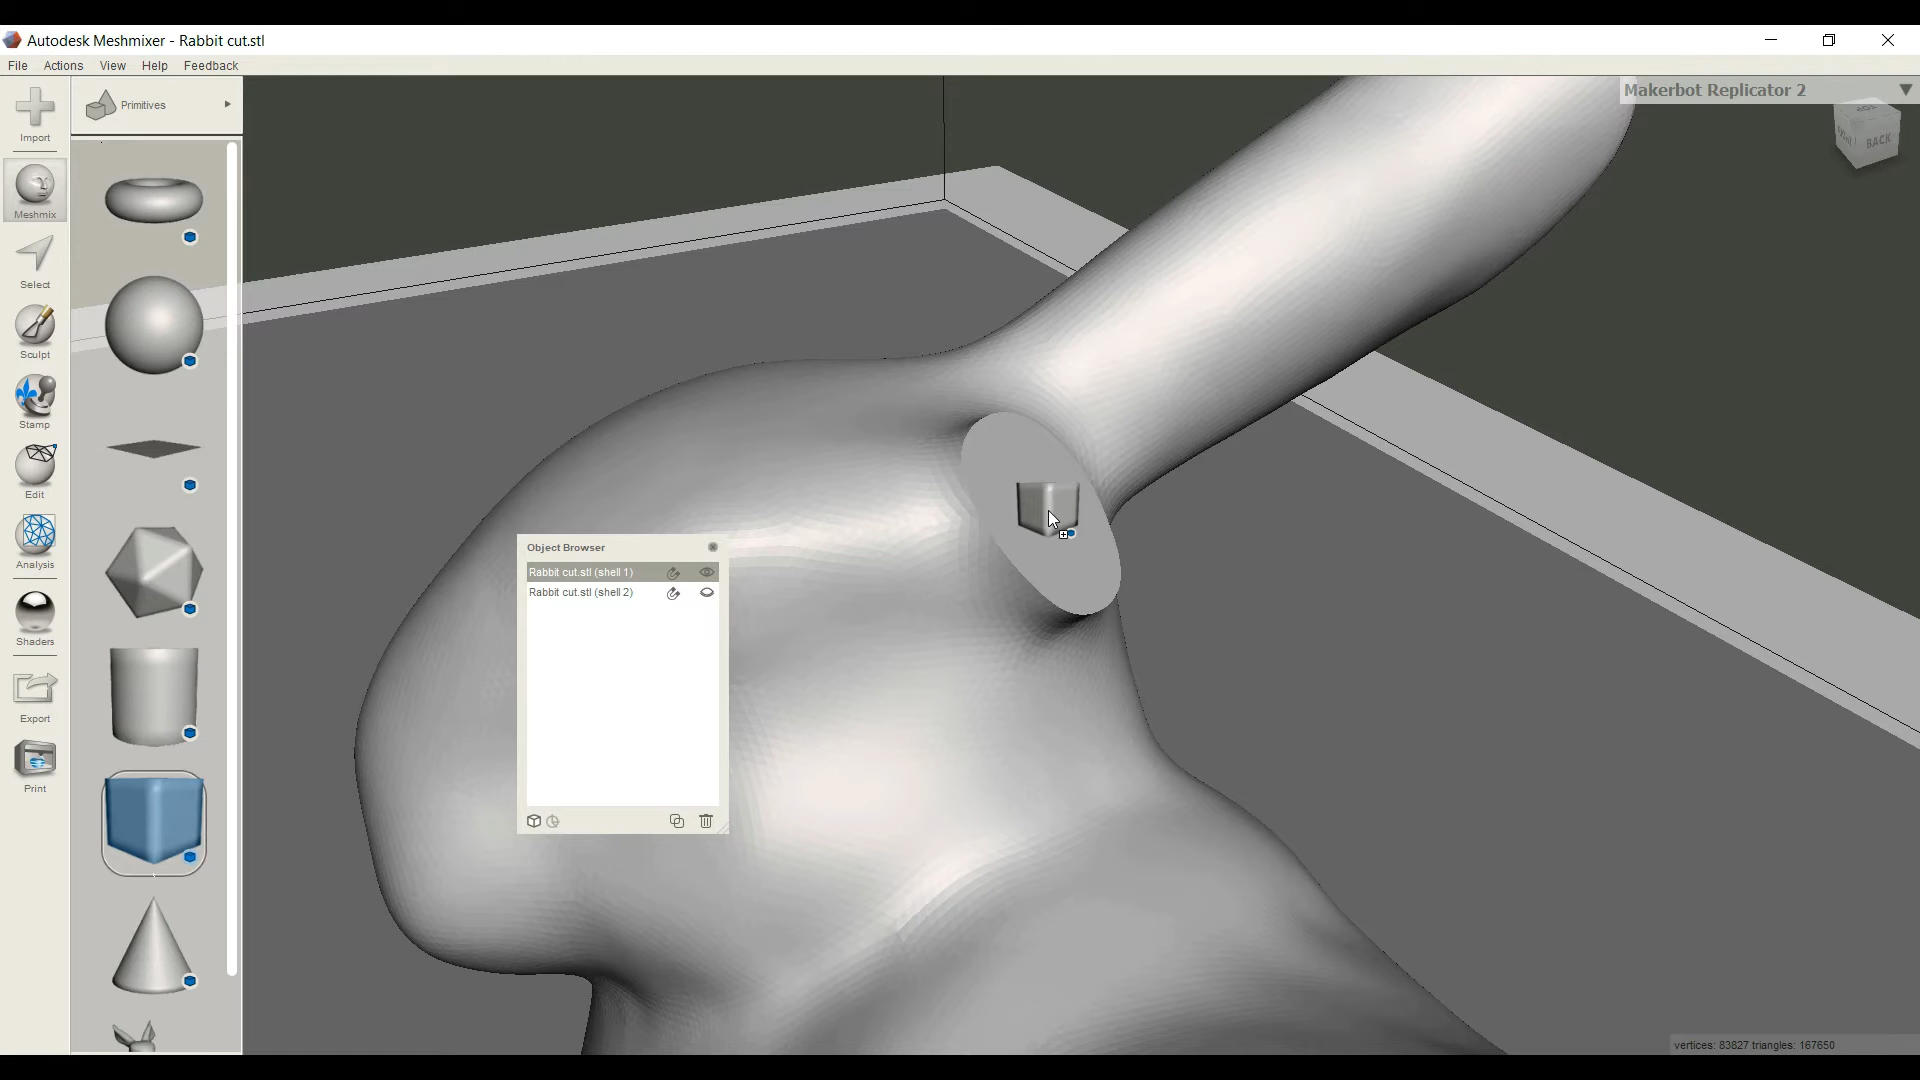 Autodesk Meshmixer - Rabbit cut.stl
File Actions View Help Feedback
Makerbot Replicator 2
Primitives
Import
Meshmix
Select
Sculpt
Stamp
Edit
Analysis
Shaders
Export
Print
TOP
BACK
Object Browser
Rabbit cut.stl (shell 1)
Rabbit cut.stl (shell 2)
vertices: 83827 triangles: 167650